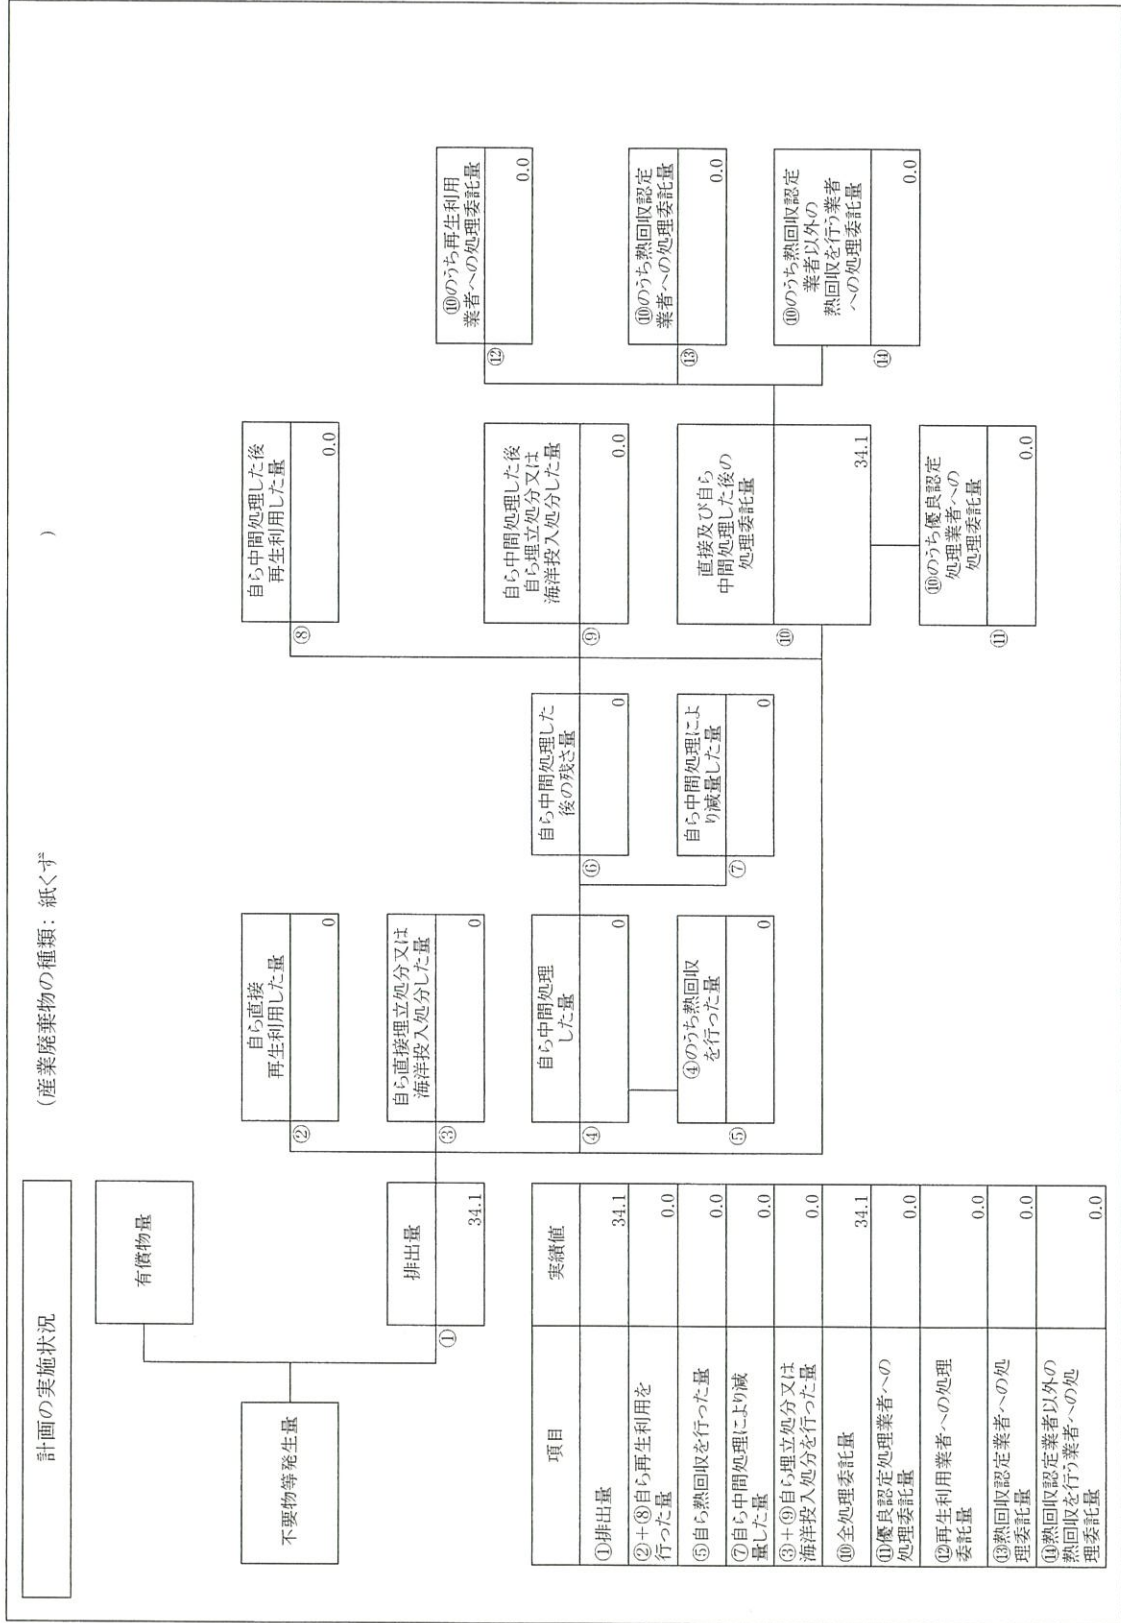 計画の実施状況
(産業廃棄物の種類: 紙くず
)
不要物等発生量
有償物量
排出量
①
34.1
自ら直接
再生利用した量
②
0
自ら直接埋立処分又は
海洋投入処分した量
③
0
自ら中間処理
した量
④
0
④のうち熱回収
を行った量
⑤
0
自ら中間処理した
後の残さ量
⑥
0
自ら中間処理によ
り減量した量
⑦
0
自ら中間処理した後
再生利用した量
⑧
0.0
自ら中間処理した後
自ら埋立処分又は
海洋投入処分した量
⑨
0.0
直接及び自ら
中間処理した後の
処理委託量
⑩
34.1
⑩のうち優良認定
処理業者への
処理委託量
⑪
0.0
⑩のうち再生利用
業者への処理委託量
⑫
0.0
⑩のうち熱回収認定
業者への処理委託量
⑬
0.0
⑩のうち熱回収認定
業者以外の
熱回収を行う業者
への処理委託量
⑭
0.0
項目 実績値
①排出量 34.1
②+⑧自ら再生利用を
行った量 0.0
⑤自ら熱回収を行った量 0.0
⑦自ら中間処理により減
量した量 0.0
③+⑨自ら埋立処分又は
海洋投入処分を行った量 0.0
⑩全処理委託量 34.1
⑪優良認定処理業者への
処理委託量 0.0
⑫再生利用業者への処理
委託量 0.0
⑬熱回収認定業者への処
理委託量 0.0
⑭熱回収認定業者以外の
熱回収を行う業者への処
理委託量 0.0